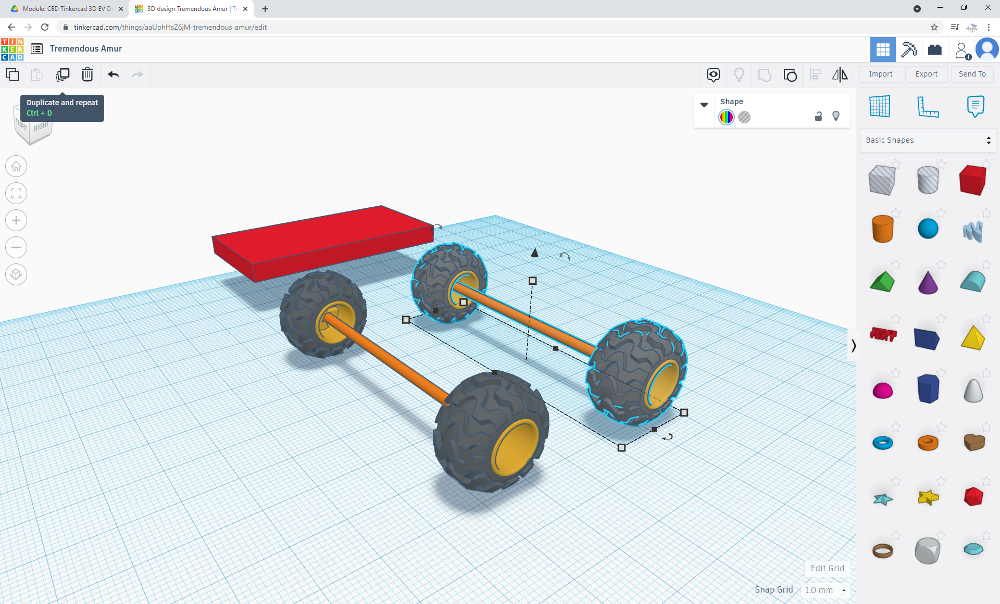 Module: CED Tinkercad 3D EV Dr
3D design Tremendous Amur | Ti
tinkercad.com/things/aaUphHsZ6jM-tremendous-amur/edit
TIN
KER
CAD
Tremendous Amur
Import
Export
Send To
Duplicate and repeat
Ctrl + D
FRONT
RIGHT
Shape
Basic Shapes
TEXT
Edit Grid
Snap Grid
1.0 mm